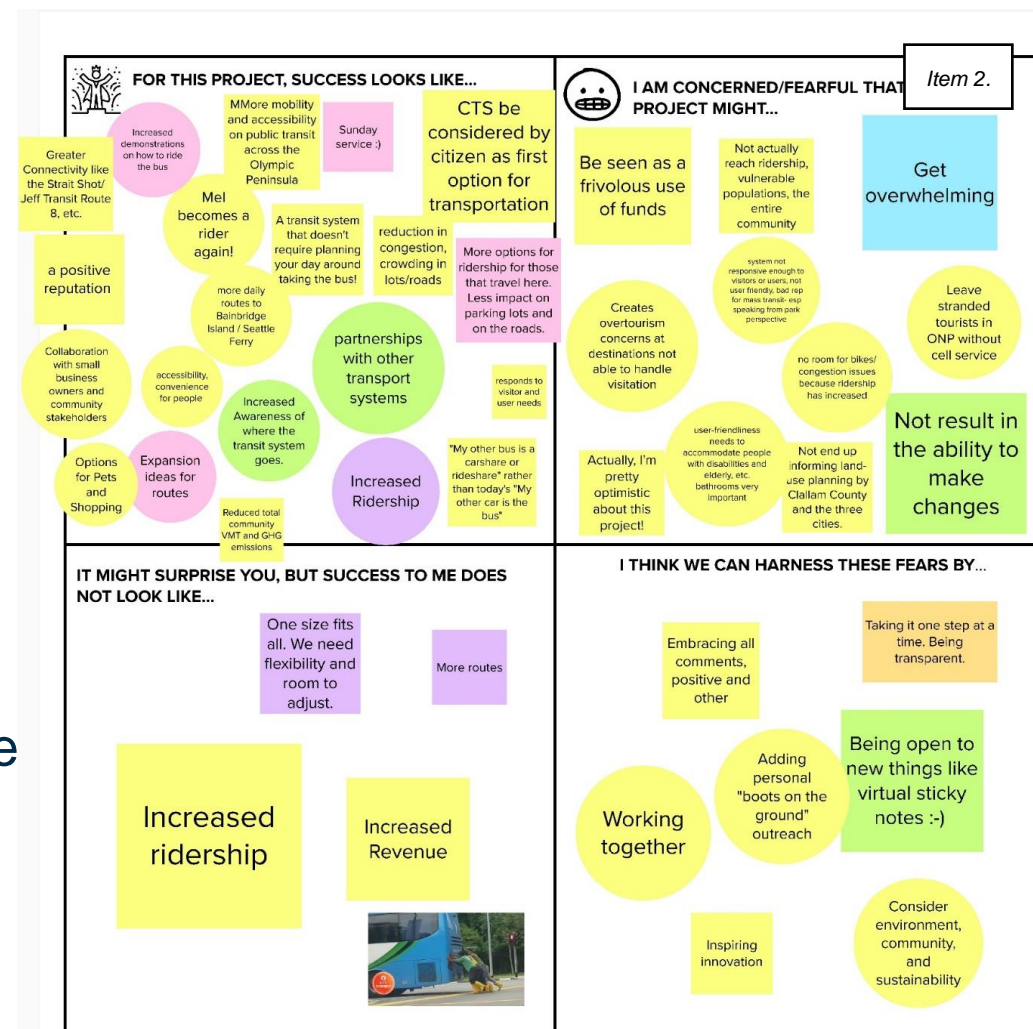 Item 2.
FOR THIS PROJECT, SUCCESS LOOKS LIKE...
Increased
demonstrations
on how to ride
the bus
MMore mobility
and accessibility
on public transit
across the
Olympic
Peninsula
Sunday
service :)
CTS be
considered by
citizen as first
option for
transportation
Greater
Connectivity like
the Strait Shot/
Jeff Transit Route
8, etc.
Mel
becomes a
rider
again!
A transit system
that doesn't
require planning
your day around
taking the bus!
reduction in
congestion,
crowding in
lots/roads
More options for
ridership for those
that travel here.
Less impact on
parking lots and
on the roads.
a positive
reputation
more daily
routes to
Bainbridge
Island / Seattle
Ferry
partnerships
with other
transport
systems
Collaboration
with small
business
owners and
community
stakeholders
accessibility,
convenience
for people
Increased
Awareness of
where the
transit system
goes.
responds to
visitor and
user needs
Options
for Pets
and
Shopping
Expansion
ideas for
routes
Increased
Ridership
"My other bus is a
carshare or
rideshare" rather
than today's "My
other car is the
bus"
Reduced total
community
VMT and GHG
emissions
I AM CONCERNED/FEARFUL THAT
PROJECT MIGHT...
Be seen as a
frivolous use
of funds
Not actually
reach ridership,
vulnerable
populations, the
entire
community
Get
overwhelming
system not
responsive enough to
visitors or users, not
user friendly, bad rep
for mass transit- esp
speaking from park
perspective
Creates
overtourism
concerns at
destinations not
able to handle
visitation
Leave
stranded
tourists in
ONP without
cell service
no room for bikes/
congestion issues
because ridership
has increased
user-friendliness
needs to
accommodate people
with disabilities and
elderly, etc.
bathrooms very
important
Not result in
the ability to
make
changes
Actually, I'm
pretty
optimistic
about this
project!
Not end up
informing land-
use planning by
Clallam County
and the three
cities.
IT MIGHT SURPRISE YOU, BUT SUCCESS TO ME DOES
NOT LOOK LIKE...
One size fits
all. We need
flexibility and
room to
adjust.
More routes
Increased
ridership
Increased
Revenue
I THINK WE CAN HARNESS THESE FEARS BY...
Embracing all
comments,
positive and
other
Taking it one step at a
time. Being
transparent.
Working
together
Adding
personal
"boots on the
ground"
outreach
Being open to
new things like
virtual sticky
notes :-)
Inspiring
innovation
Consider
environment,
community,
and
sustainability
e